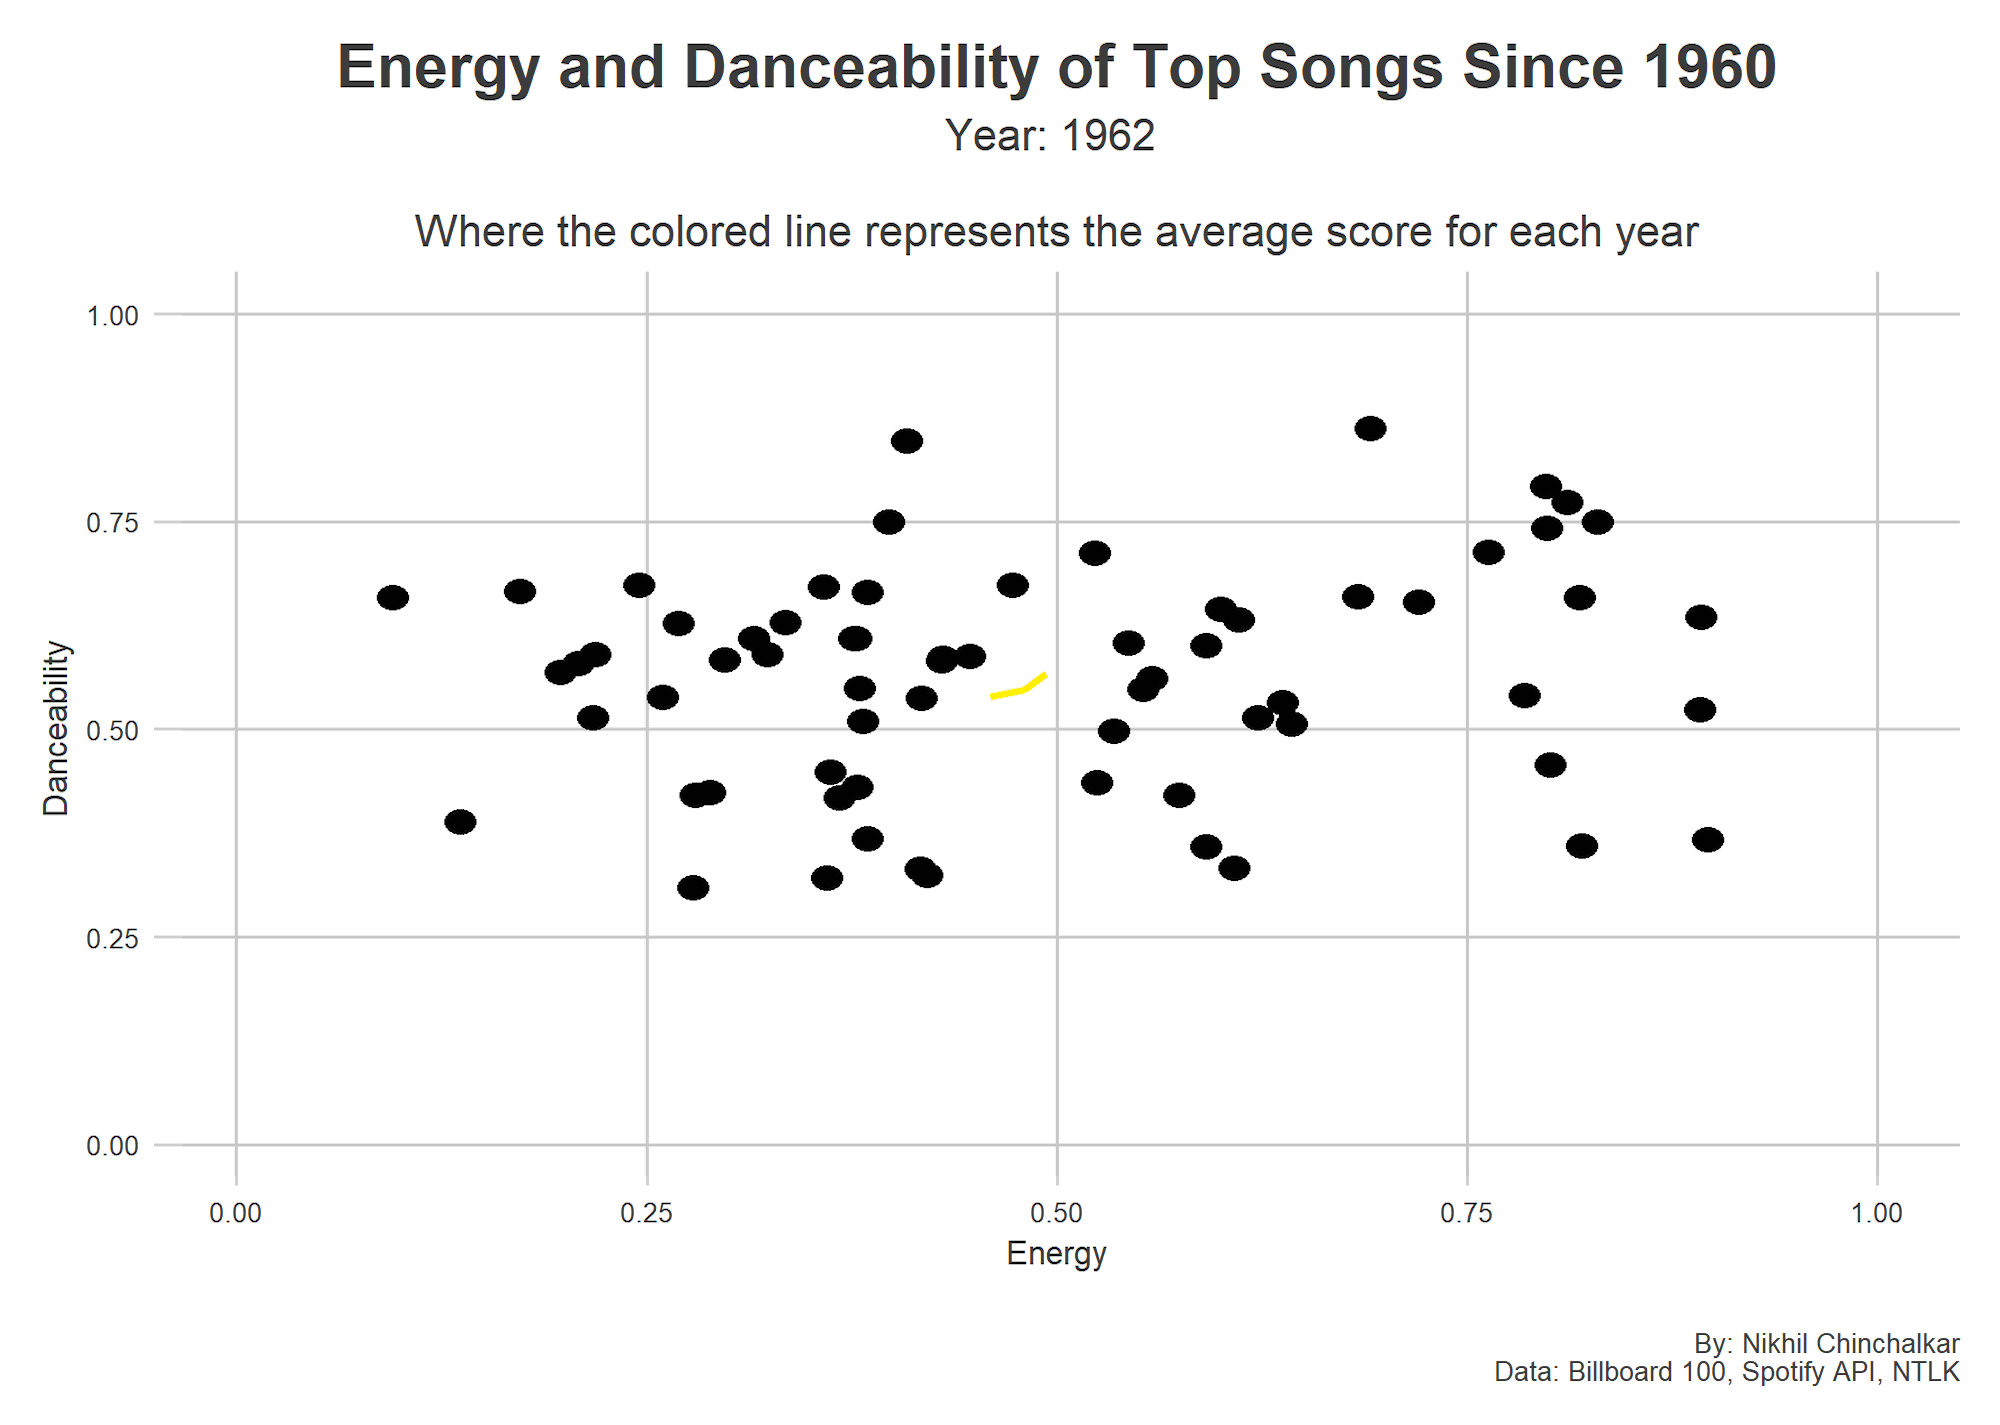 Energy and Danceability of Top Songs Since 1960
Year: 1962
Where the colored line represents the average score for each year
1.00
0.75
0.50
0.25
0.00
Danceability
0.00 0.25 0.50 0.75 1.00
Energy
By: Nikhil Chinchalkar
Data: Billboard 100, Spotify API, NTLK